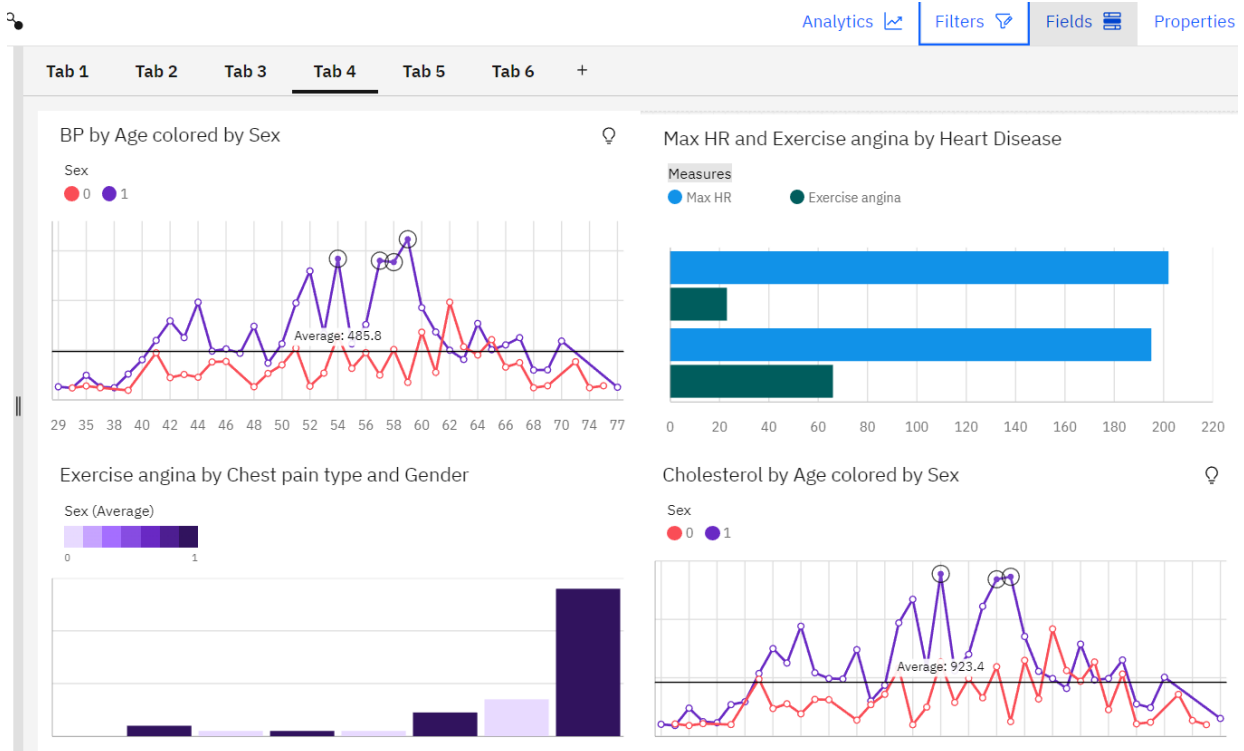 Analytics Filters Fields Properties
Tab 1 Tab 2 Tab 3 Tab 4 Tab 5 Tab 6 +
BP by Age colored by Sex
Sex
0 1
Average: 485.8
29 35 38 40 42 44 46 48 50 52 54 56 58 60 62 64 66 68 70 74 77
Max HR and Exercise angina by Heart Disease
Measures
Max HR Exercise angina
0 20 40 60 80 100 120 140 160 180 200 220
Exercise angina by Chest pain type and Gender
Sex (Average)
0 1
Cholesterol by Age colored by Sex
Sex
0 1
Average: 923.4